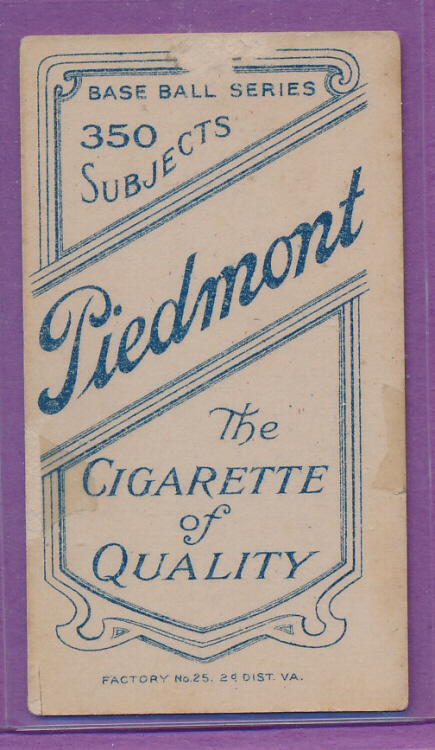 BASE BALL SERIES
350
SUBJECTS
Piedmont
The
CIGARETTE
of
QUALITY
FACTORY No. 25. 2d DIST. VA.